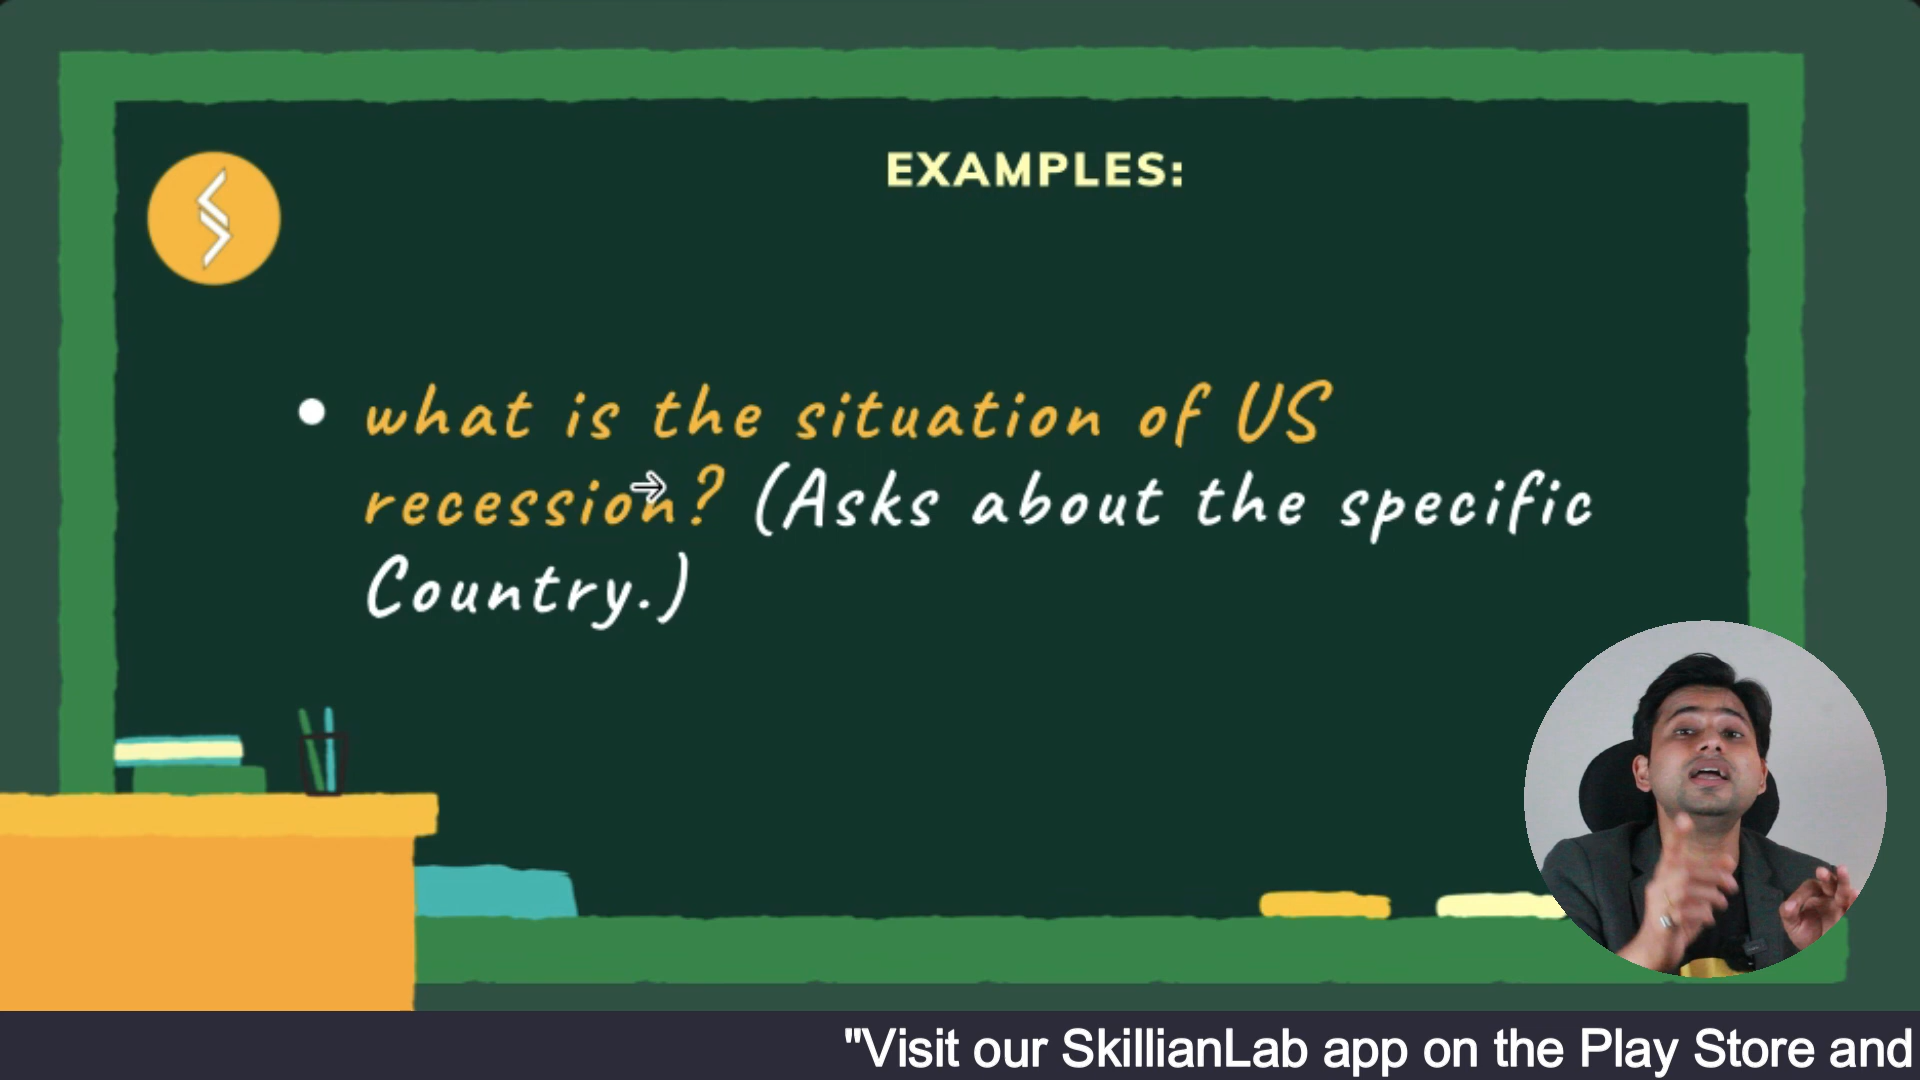 EXAMPLES:
• what is the situation of US
recession? (Asks about the specific
Country.)
"Visit our SkillianLab app on the Play Store and